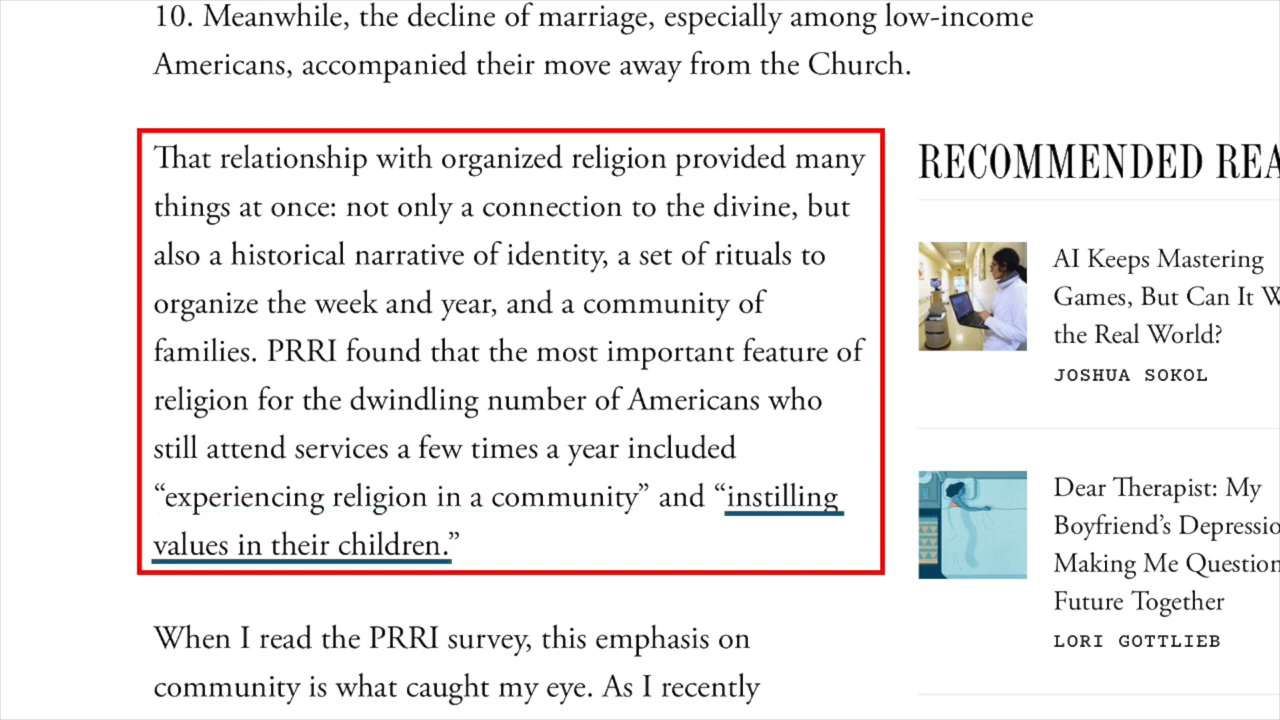 10. Meanwhile, the decline of marriage, especially among low-income
Americans, accompanied their move away from the Church.
That relationship with organized religion provided many
things at once: not only a connection to the divine, but
also a historical narrative of identity, a set of rituals to
organize the week and year, and a community of
families. PRRI found that the most important feature of
religion for the dwindling number of Americans who
still attend services a few times a year included
“experiencing religion in a community” and “instilling
values in their children.”
When I read the PRRI survey, this emphasis on
community is what caught my eye. As I recently
RECOMMENDED
AI Keeps Mastering
Games, But Can It
the Real World?
JOSHUA SOKOL
Dear Therapist: My
Boyfriend’s
Making Me
Future Together
LORI GOTTLIEB